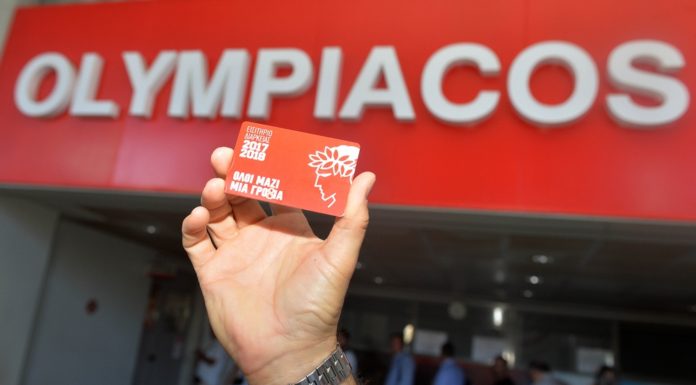 OLYMPIACOS
ΕΙΣΙΤΗΡΙΟ
ΔΙΑΡΚΕΙΑΣ
2017
2018
ΟΛΟΙ ΜΑΖΙ
ΜΙΑ ΓΡΟΘΙΑ